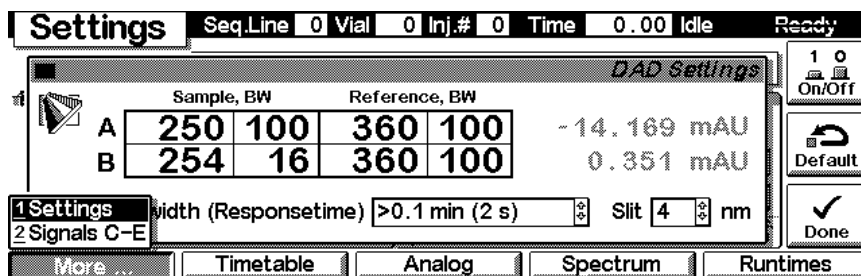 Settings Seq.Line 0 Vial 0 Inj.# 0 Time 0.00 Idle Ready
DAD Settings
1 0
On/Off
Sample, BW Reference, BW
A 250 100 360 100 -14.169 mAU
B 254 16 360 100 0.351 mAU
Default
1 Settings
2 Signals C-E
width (Responsetime) >0.1 min (2 s) Slit 4 nm
Done
More ... Timetable Analog Spectrum Runtimes